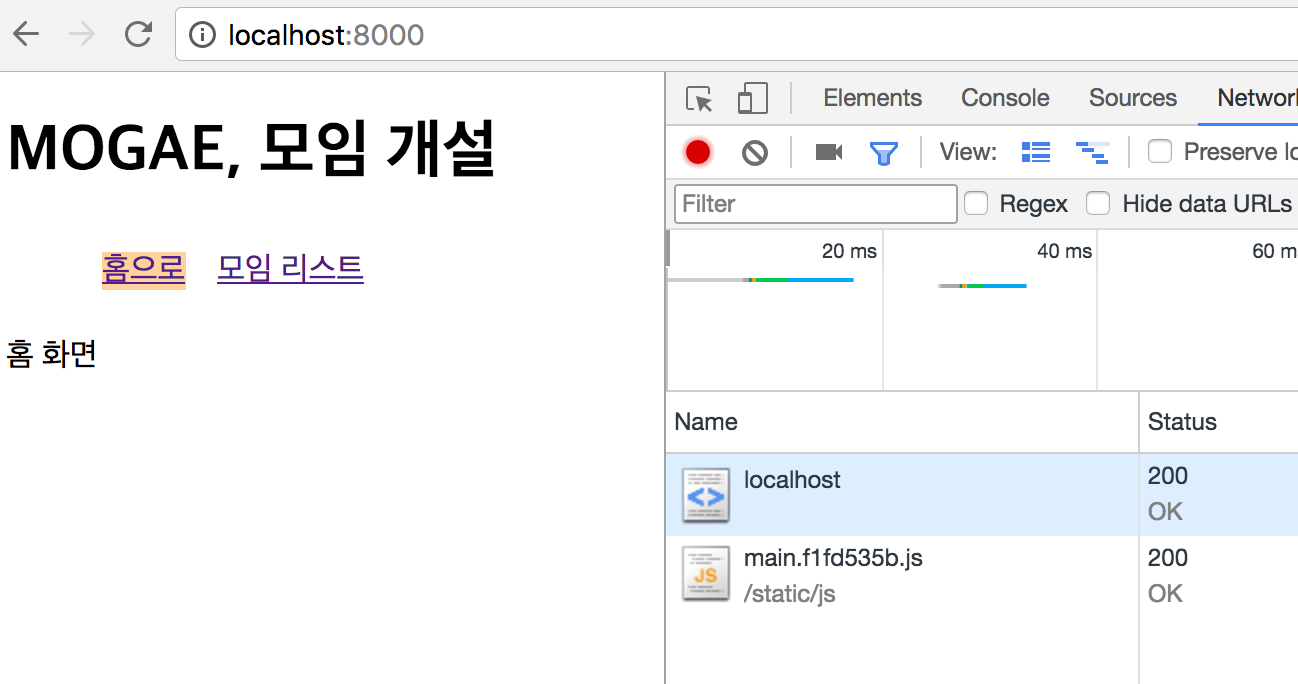 localhost:8000
MOGAE, 모임 개설
홈으로 모임 리스트
홈 화면
Elements Console Sources Network
View: Preserve lo
Filter Regex Hide data URLs
20 ms 40 ms 60 m
Name Status
localhost 200
OK
main.f1fd535b.js 200
/static/js OK